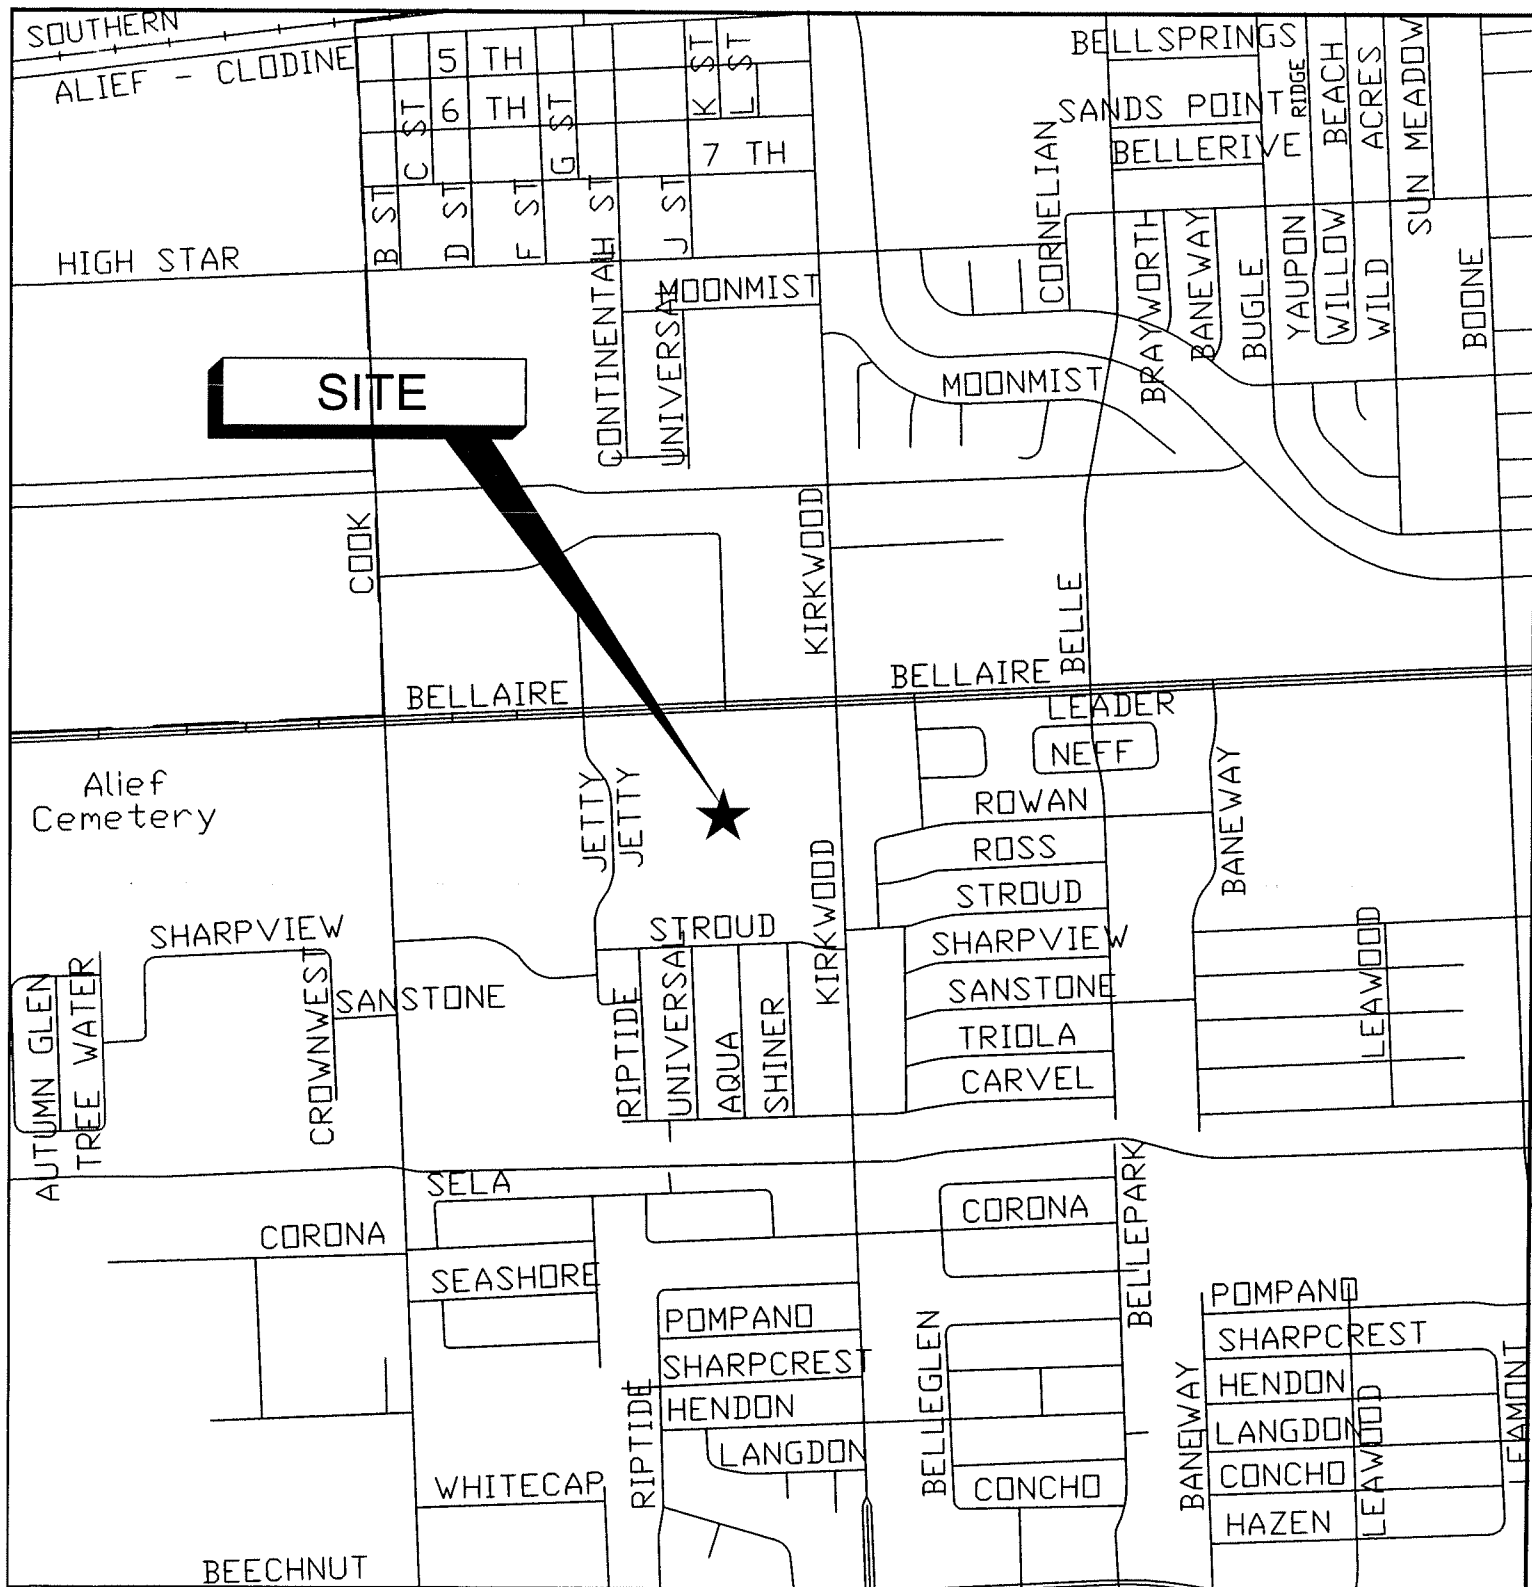 SOUTHERN
ALIEF - CLODINE
5 TH
6 TH
7 TH
B ST
C ST
D ST
F ST
G ST
H ST
J ST
K ST
L ST
BELLSPRINGS
SANDS POINT
BELLERIVE
RIDGE
BEACH
ACRES
SUN MEADOW
HIGH STAR
CONTINENTAL
UNIVERSAL
MOONMIST
CORNELIAN
BRAYWORTH
BANEWAY
BUGLE
YAUPON
WILLOW
WILD
BOONE
SITE
MOONMIST
COOK
KIRKWOOD
BELLE
BELLAIRE
BELLAIRE
LEADER
NEFF
Alief
Cemetery
JETTY
JETTY
ROWAN
ROSS
STROUD
BANEWAY
KIRKWOOD
SHARPVIEW
STROUD
SHARPVIEW
LEAWOOD
AUTUMN GLEN
TREE WATER
CROWNWEST
SANSTONE
RIPTIDE
UNIVERSAL
AQUA
SHINER
SANSTONE
TRIOLA
CARVEL
SELA
CORONA
CORONA
BELLEPARK
SEASHORE
POMPANO
SHARPCREST
HENDON
LANGDON
RIPTIDE
BELLEGLEN
POMPANO
SHARPCREST
HENDON
LANGDON
CONCHO
HAZEN
BANEWAY
LEAWOOD
LEAMONT
WHITECAP
CONCHO
BEECHNUT